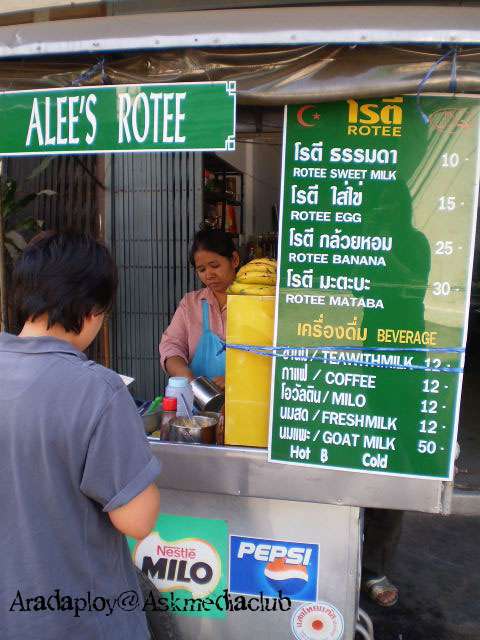 ALEE'S ROTEE
โรตี
ROTEE
โรตี ธรรมดา 10.
ROTEE SWEET MILK
โรตี ใส่ไข่ 15.
ROTEE EGG
โรตี กล้วยหอม 25.
ROTEE BANANA
โรตี มะตะบะ 30.
ROTEE MATABA
เครื่องดื่ม BEVERAGE
ชานม / TEAWITHMILK 12.
กาแฟ / COFFEE 12.
โอวัลติน / MILO 12.
นมสด / FRESHMILK 12.
นมแพะ / GOAT MILK 50.
Hot ฿ Cold
Nestlé
MILO
PEPSI
Aradaploy@Askmediaclub